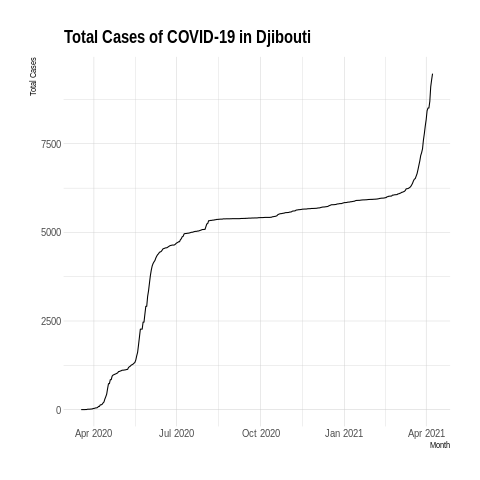 Total Cases of COVID-19 in Djibouti
Total Cases
7500
5000
2500
0
Apr 2020 Jul 2020 Oct 2020 Jan 2021 Apr 2021
Month